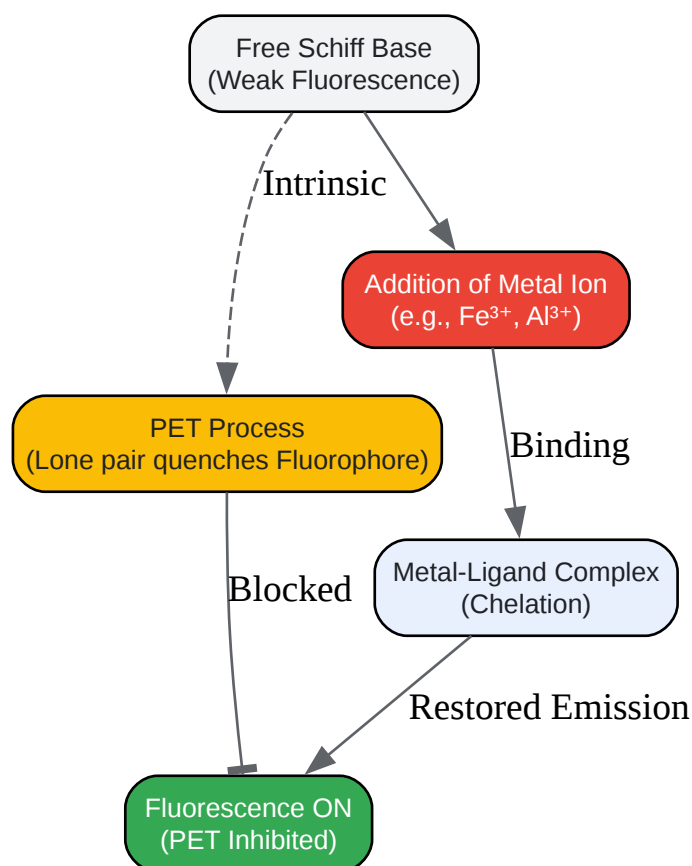 Free Schiff Base
(Weak Fluorescence)
Intrinsic
Addition of Metal Ion
(e.g., Fe³⁺, Al³⁺)
PET Process
(Lone pair quenches Fluorophore)
Binding
Metal-Ligand Complex
(Chelation)
Blocked
Restored Emission
Fluorescence ON
(PET Inhibited)